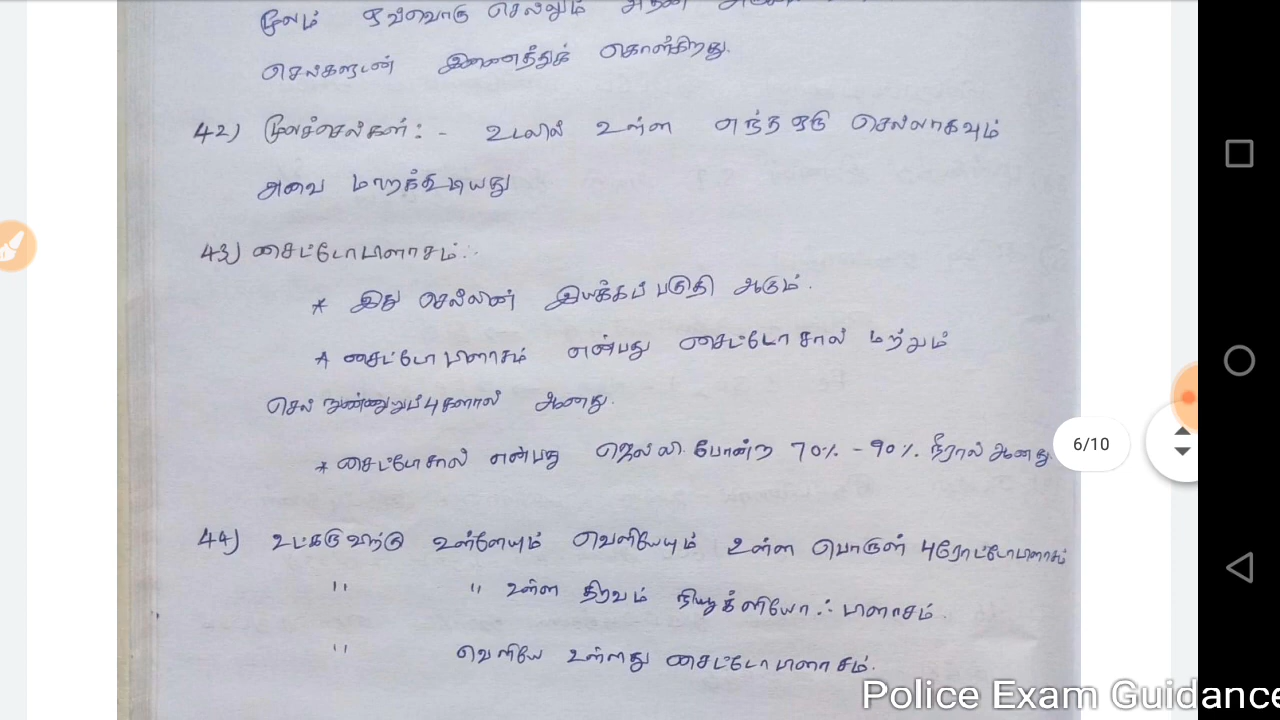 மூலம் ஒவ்வொரு செல்லும் அதன்
செல்களுடன் இணைத்துக் கொள்கிறது.
42) மூலச்செல்கள் : - உடலில் உள்ள எந்த ஒரு செல்லாகவும்
அவை மாறக்கூடியது
43) சைட்டோபிளாசம் :
* இது செல்லின் இயக்கப் பகுதி ஆகும்.
* சைட்டோபிளாசம் என்பது சைட்டோசால் மற்றும்
செல் நுண்ணுறுப்புகளால் ஆனது.
* சைட்டோசால் என்பது ஜெல்லி போன்ற 70% - 90% நீரால் ஆனது.
6/10
44) உட்கருவிற்கு உள்ளேயும் வெளியேயும் உள்ள பொருள் புரோட்டோபிளாசம்
" " உள்ள திரவம் நியூக்ளியோபிளாசம்.
" வெளியே உள்ளது சைட்டோபிளாசம்.
Police Exam Guidance